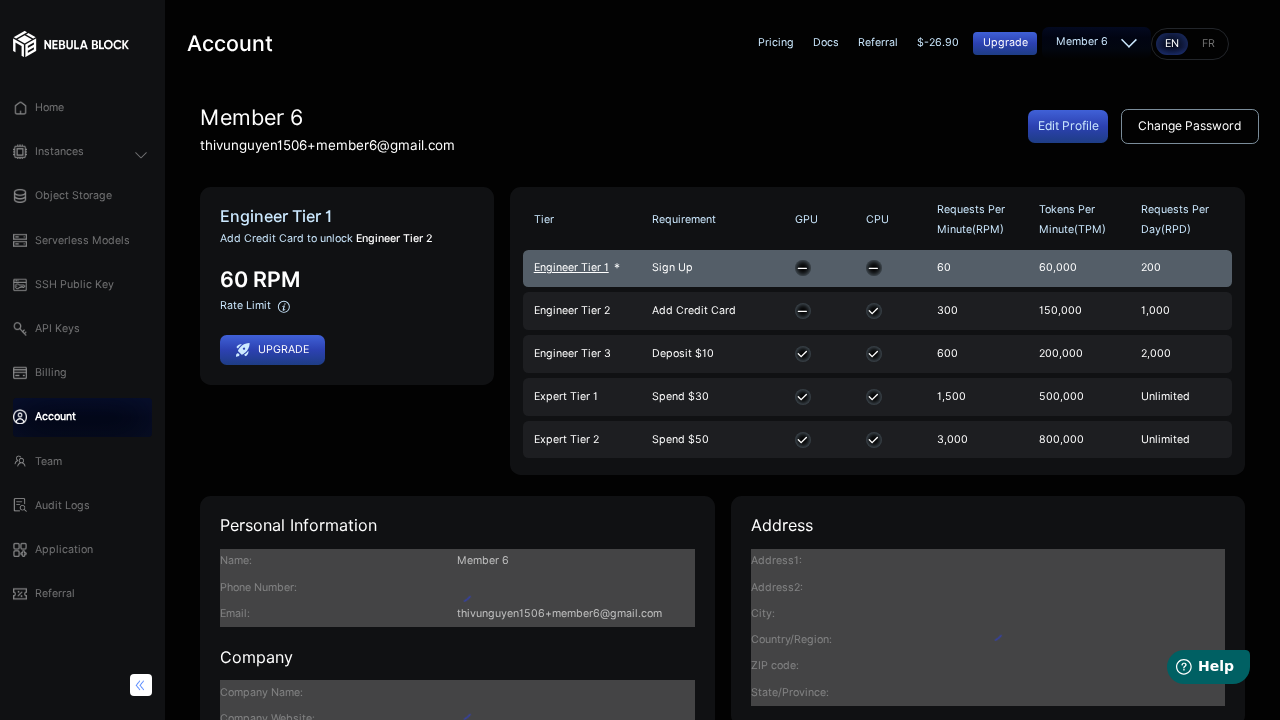 NEBULA BLOCK
Account
Pricing
Docs
Referral
$-26.90
Upgrade
Member 6
EN
FR
Home
Instances
Object Storage
Serverless Models
SSH Public Key
API Keys
Billing
Account
Team
Audit Logs
Application
Referral
Member 6
thivunguyen1506+member6@gmail.com
Edit Profile
Change Password
Engineer Tier 1
Add Credit Card to unlock Engineer Tier 2
60 RPM
Rate Limit
UPGRADE
Tier Requirement GPU CPU Requests Per Minute(RPM) Tokens Per Minute(TPM) Requests Per Day(RPD)
Engineer Tier 1 * Sign Up 60 60,000 200
Engineer Tier 2 Add Credit Card 300 150,000 1,000
Engineer Tier 3 Deposit $10 600 200,000 2,000
Expert Tier 1 Spend $30 1,500 500,000 Unlimited
Expert Tier 2 Spend $50 3,000 800,000 Unlimited
Personal Information
Name: Member 6
Phone Number:
Email: thivunguyen1506+member6@gmail.com
Company
Company Name:
Company Website:
Address
Address1:
Address2:
City:
Country/Region:
ZIP code:
State/Province:
Help